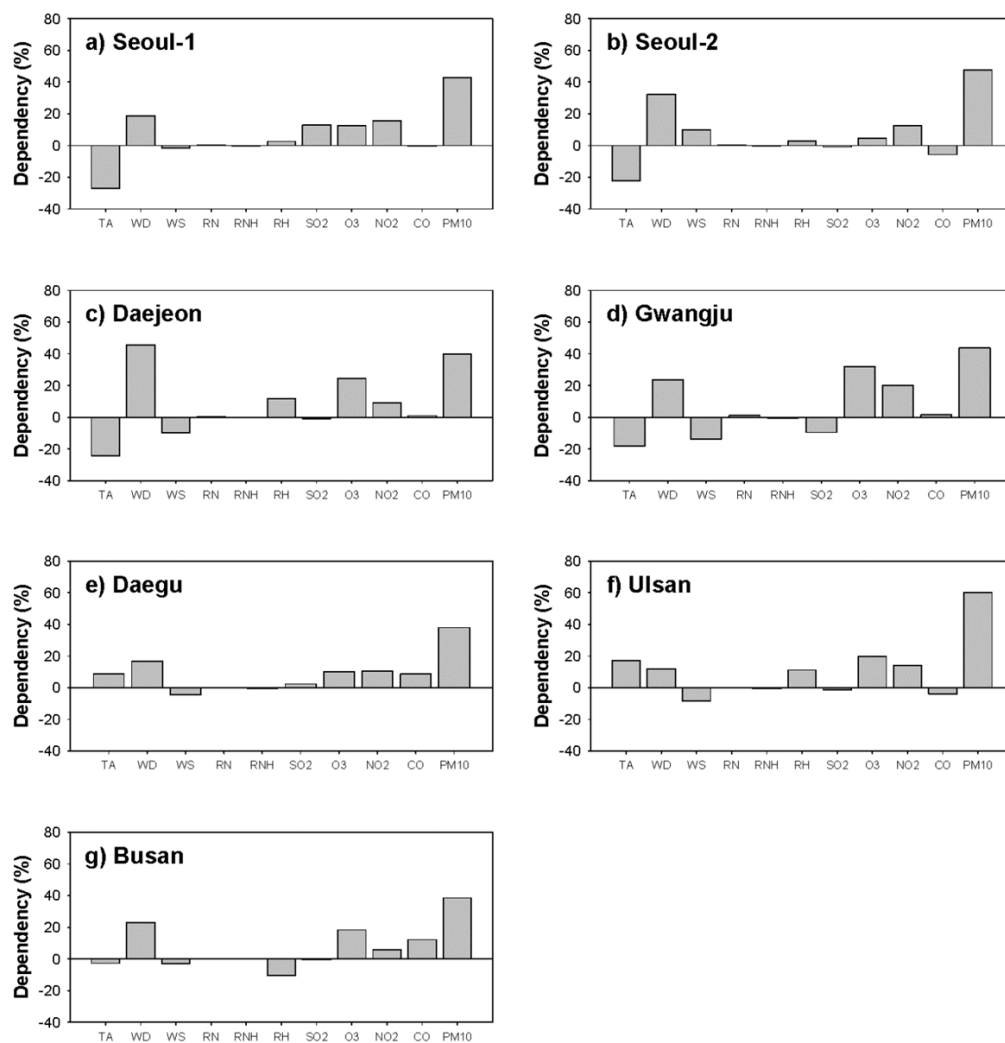 a) Seoul-1
Dependency (%)
80
60
40
20
0
-20
-40
TA WD WS RN RNH RH SO2 O3 NO2 CO PM10
b) Seoul-2
Dependency (%)
80
60
40
20
0
-20
-40
TA WD WS RN RNH RH SO2 O3 NO2 CO PM10
c) Daejeon
Dependency (%)
80
60
40
20
0
-20
-40
TA WD WS RN RNH RH SO2 O3 NO2 CO PM10
d) Gwangju
Dependency (%)
80
60
40
20
0
-20
-40
TA WD WS RN RNH SO2 O3 NO2 CO PM10
e) Daegu
Dependency (%)
80
60
40
20
0
-20
-40
TA WD WS RN RNH SO2 O3 NO2 CO PM10
f) Ulsan
Dependency (%)
80
60
40
20
0
-20
-40
TA WD WS RN RNH RH SO2 O3 NO2 CO PM10
g) Busan
Dependency (%)
80
60
40
20
0
-20
-40
TA WD WS RN RNH RH SO2 O3 NO2 CO PM10